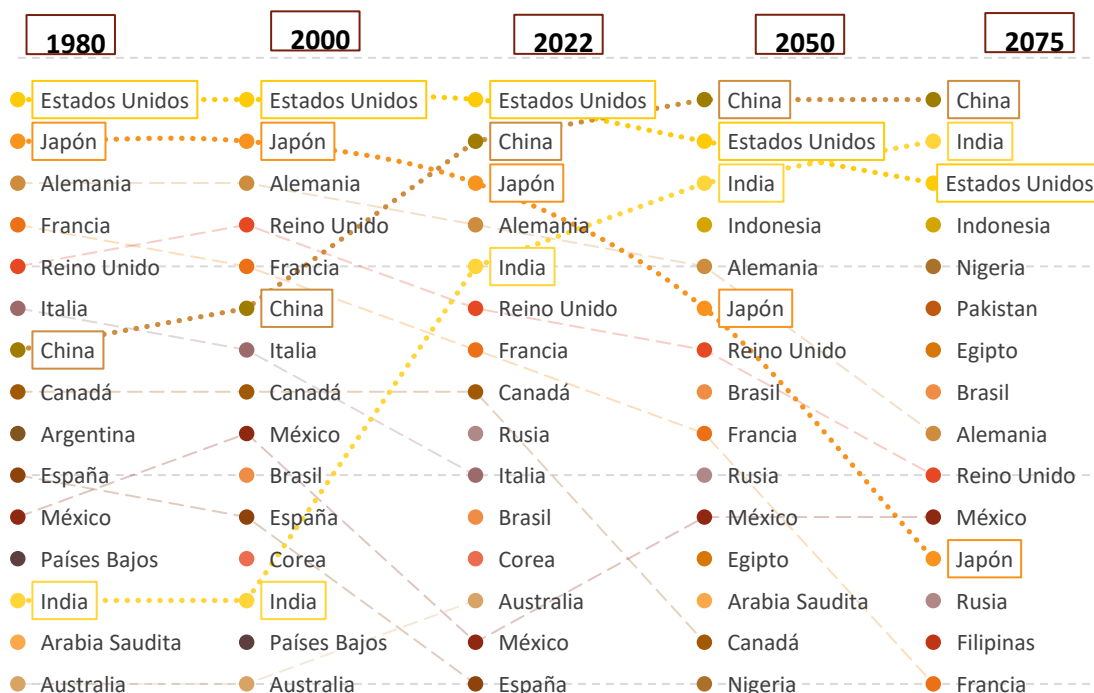 1980
2000
2022
2050
2075
Estados Unidos
Estados Unidos
Estados Unidos
China
China
Japón
Japón
China
Estados Unidos
India
Alemania
Alemania
Japón
India
Estados Unidos
Francia
Reino Unido
Alemania
Indonesia
Indonesia
Reino Unido
Francia
India
Alemania
Nigeria
Italia
China
Reino Unido
Japón
Pakistan
China
Italia
Francia
Reino Unido
Egipto
Canadá
Canadá
Canadá
Brasil
Brasil
Argentina
México
Rusia
Francia
Alemania
España
Brasil
Italia
Rusia
Reino Unido
México
España
Brasil
México
México
Países Bajos
Corea
Corea
Egipto
Japón
India
India
Australia
Arabia Saudita
Rusia
Arabia Saudita
Países Bajos
México
Canadá
Filipinas
Australia
Australia
España
Nigeria
Francia